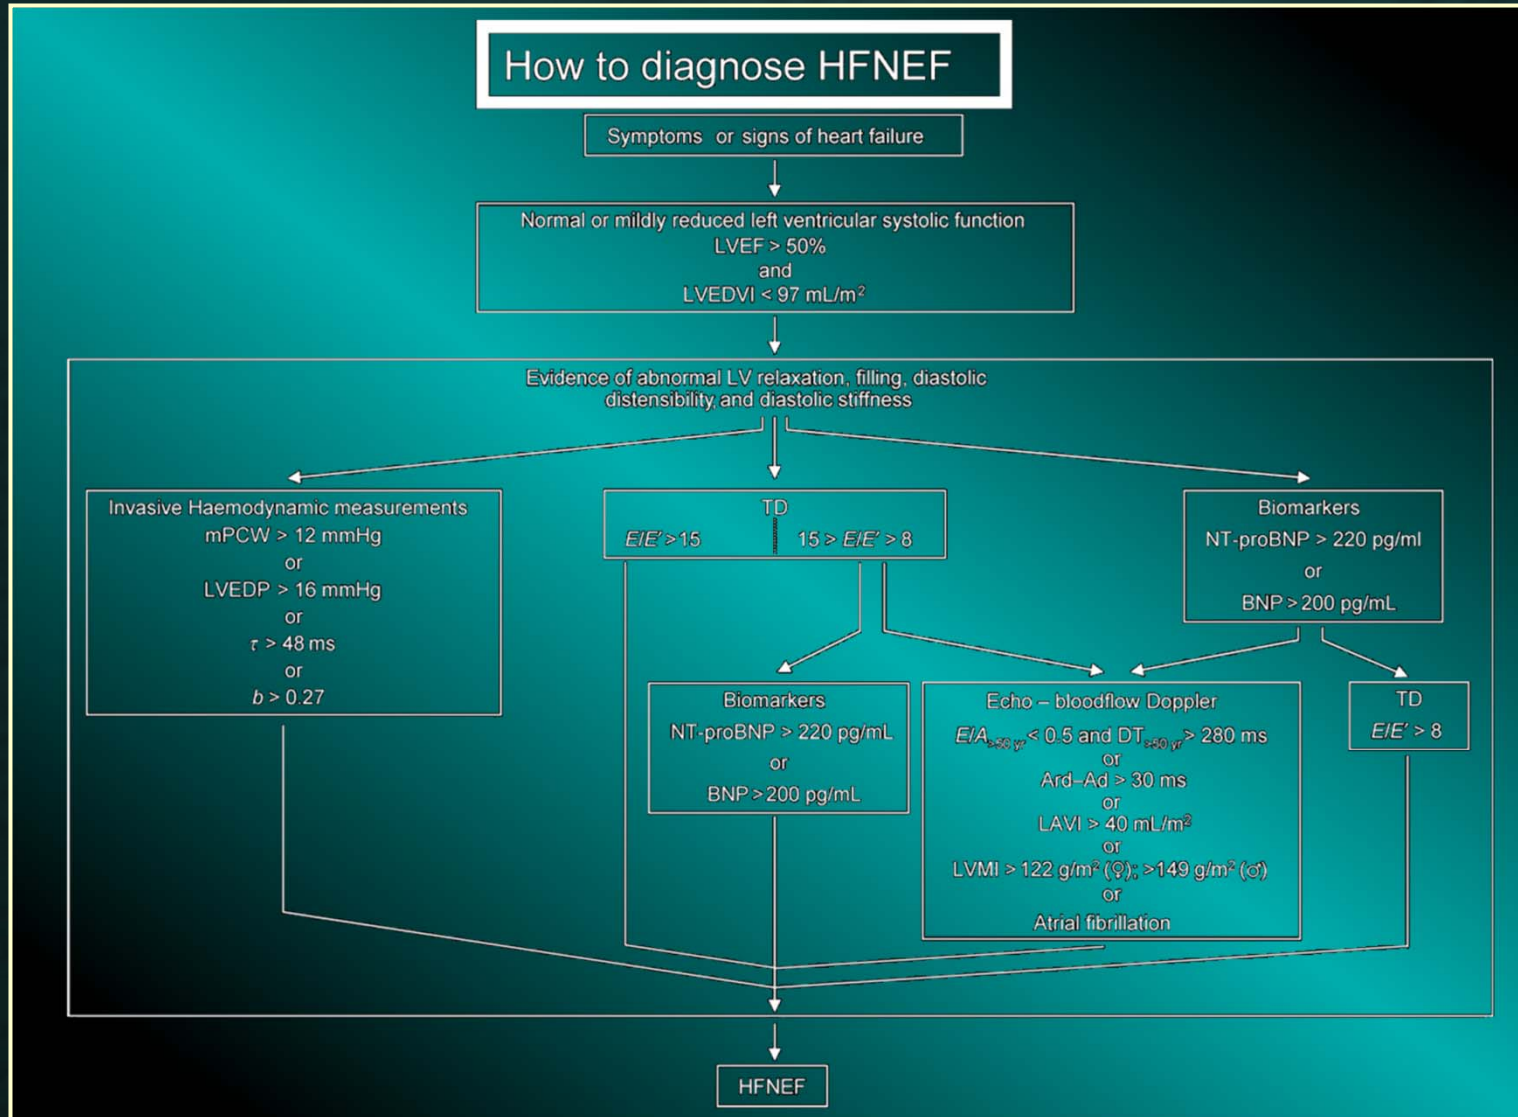 How to diagnose HFNEF
Symptoms or signs of heart failure
Normal or mildly reduced left ventricular systolic function
LVEF > 50%
and
LVEDVI < 97 mL/m²
Evidence of abnormal LV relaxation, filling, diastolic
distensibility, and diastolic stiffness
Invasive Haemodynamic measurements
mPCW > 12 mmHg
or
LVEDP > 16 mmHg
or
τ > 48 ms
or
b > 0.27
TD
E/E′ > 15
15 > E/E′ > 8
Biomarkers
NT-proBNP > 220 pg/ml
or
BNP > 200 pg/mL
Biomarkers
NT-proBNP > 220 pg/mL
or
BNP > 200 pg/mL
Echo – bloodflow Doppler
E/A>50 yr < 0.5 and DT>50 yr > 280 ms
or
Ard–Ad > 30 ms
or
LAVI > 40 mL/m²
or
LVMI > 122 g/m² (♀); >149 g/m² (♂)
or
Atrial fibrillation
TD
E/E′ > 8
HFNEF